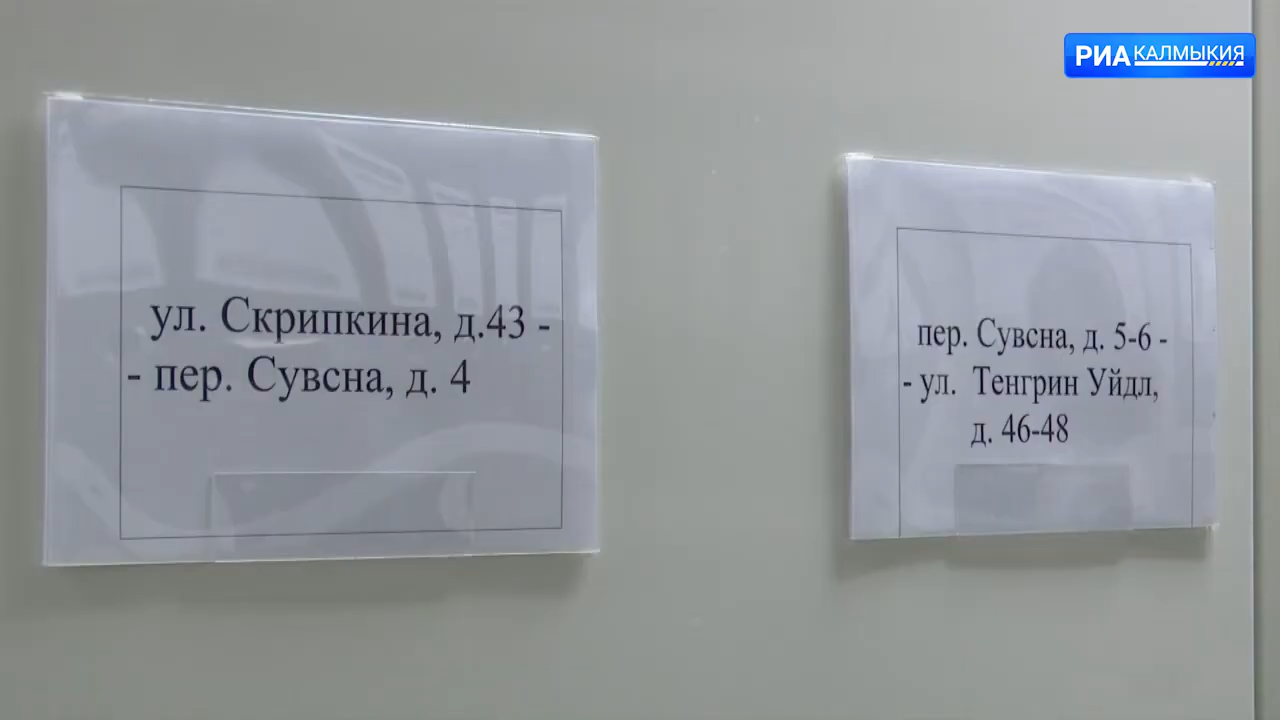 РИА КАЛМЫКИЯ
ул. Скрипкина, д.43 -
- пер. Сувсна, д. 4
пер. Сувсна, д. 5-6 -
- ул. Тенгрин Уйдл,
д. 46-48